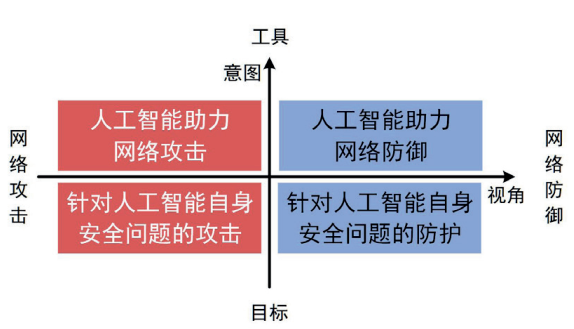 工具
意图
人工智能助力
网络攻击
人工智能助力
网络防御
网络攻击
网络防御
视角
针对人工智能自身
安全问题的攻击
针对人工智能自身
安全问题的防护
目标